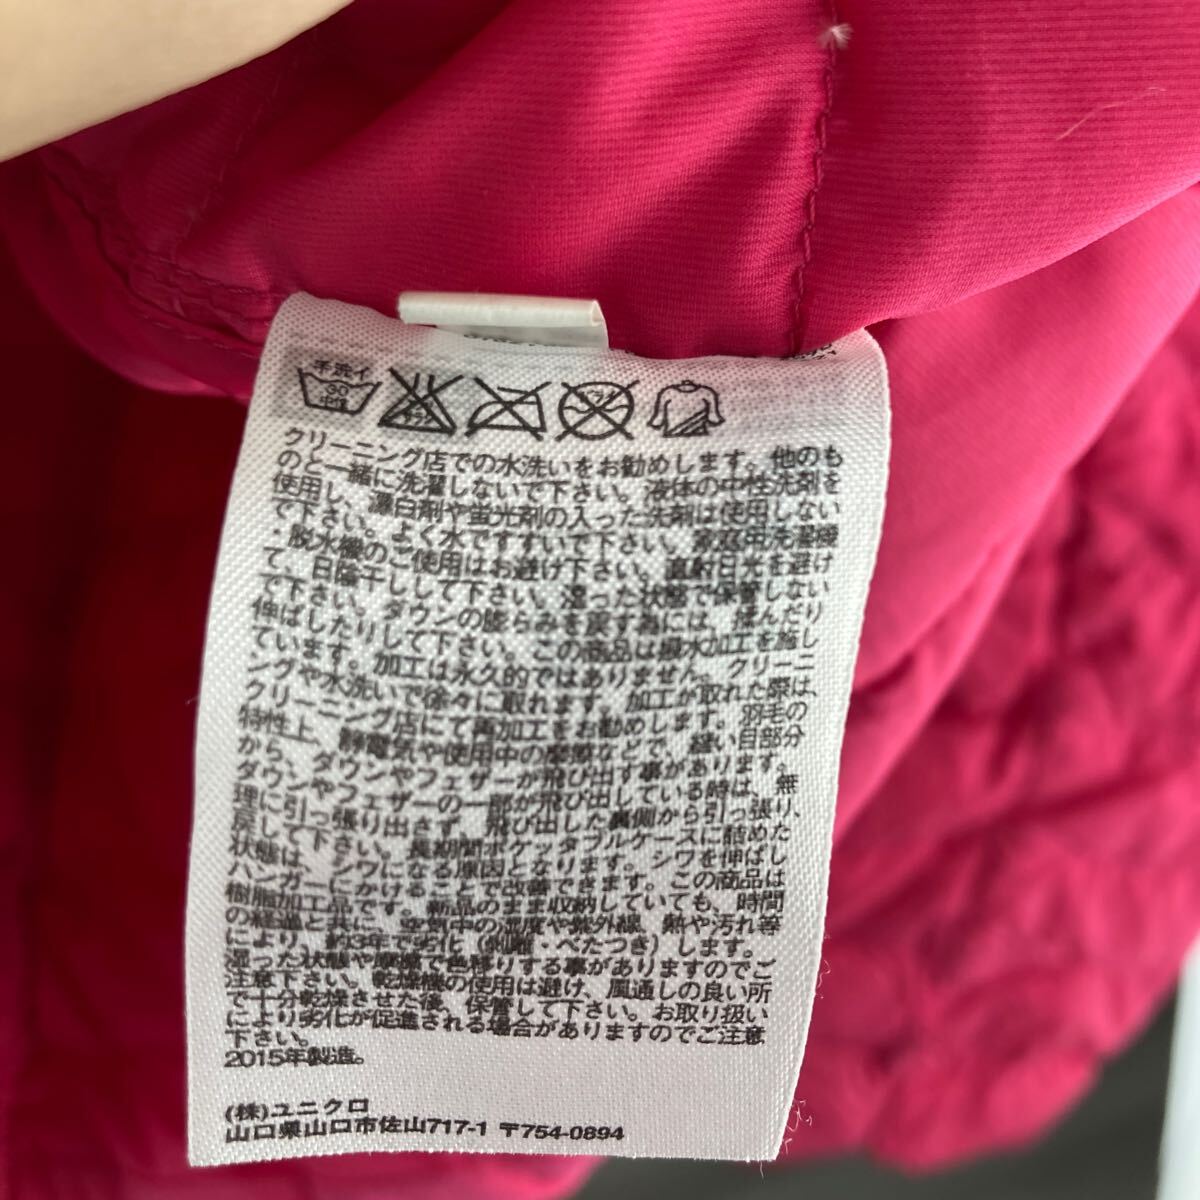 手洗イ
30
中性
エンソ
サラシ
ドライ
クリーニング店での水洗いをお勧めします。他のも
のと一緒に洗濯しないで下さい。液体の中性洗剤を
使用し、漂白剤や蛍光剤の入った洗剤は使用しない
で下さい。よく水ですすいで下さい。家庭用洗濯機
・脱水機のご使用はお避け下さい。直射日光を避け
て、日陰干しして下さい。湿った状態で保管しない
で下さい。ダウンの膨らみを戻す為には、揉んだり
伸ばしたりして下さい。この商品は撥水加工を施し
ています。加工は永久的ではありません。クリーニ
ングや水洗いで徐々に取れます。加工が取れた際は、
クリーニング店にて再加工をお勧めします。羽毛の
特性上、静電気や使用中の摩擦などで、縫い目部分
から、ダウンやフェザーが飛び出す事があります。
ダウンやフェザーの一部が飛び出している時は、無
理に引っ張り出さず、飛び出した裏側から引っ張り、
戻して下さい。長期間ポケッタブルケースに詰めた
状態は、シワになる原因となります。シワを伸ばし
ハンガーにかけることで改善できます。この商品は
樹脂加工品です。新品のまま収納していても、時間
の経過と共に、空気中の湿度や紫外線、熱や汚れ等
により、約3年で劣化（剥離・べたつき）します。
湿った状態や摩擦で色移りする事がありますのでご
注意下さい。乾燥機の使用は避け、風通しの良い所
で十分乾燥させた後、保管して下さい。お取り扱い
により劣化が促進される場合がありますのでご注意
下さい。
2015年製造。
(株)ユニクロ
山口県山口市佐山717-1 〒754-0894